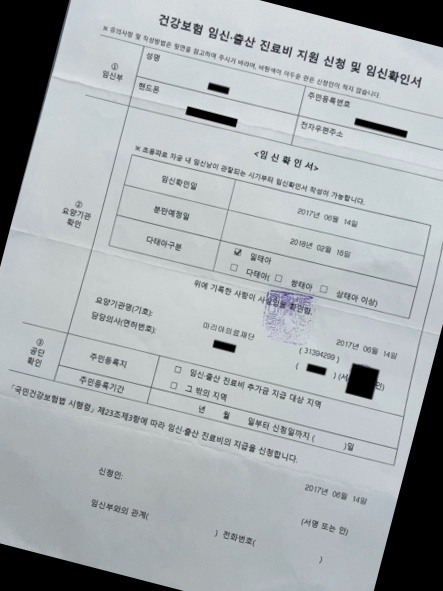 건강보험 임신·출산 진료비 지원 신청 및 임신확인서
※ 유의사항 및 작성방법은 뒷면을 참고하여 주시기 바라며, 바탕색이 어두운 란은 신청인이 적지 않습니다.
① 임신부
성명
주민등록번호
핸드폰
전자우편주소
② 요양기관 확인
<임신확인서>
※ 초음파로 자궁 내 임신낭이 관찰되는 시기부터 임신확인서 작성이 가능합니다.
임신확인일 2017년 06월 14일
분만예정일 2018년 02월 16일
다태아구분 ☑ 일태아
☐ 다태아( ☐ 쌍태아 ☐ 삼태아 이상)
위에 기록한 사항이 사실임을 확인함.
2017년 06월 14일
요양기관명(기호): 마리아의료재단 ( 31394299 )
담당의사(면허번호): ( ) (서 인)
③ 공단 확인
주민등록지 ☐ 임신·출산 진료비 추가금 지급 대상 지역
☐ 그 밖의 지역
주민등록기간 년 월 일부터 신청일까지 ( )일
「국민건강보험법 시행령」 제23조제3항에 따라 임신·출산 진료비의 지급을 신청합니다.
2017년 06월 14일
신청인: (서명 또는 인)
임신부와의 관계( ) 전화번호( )